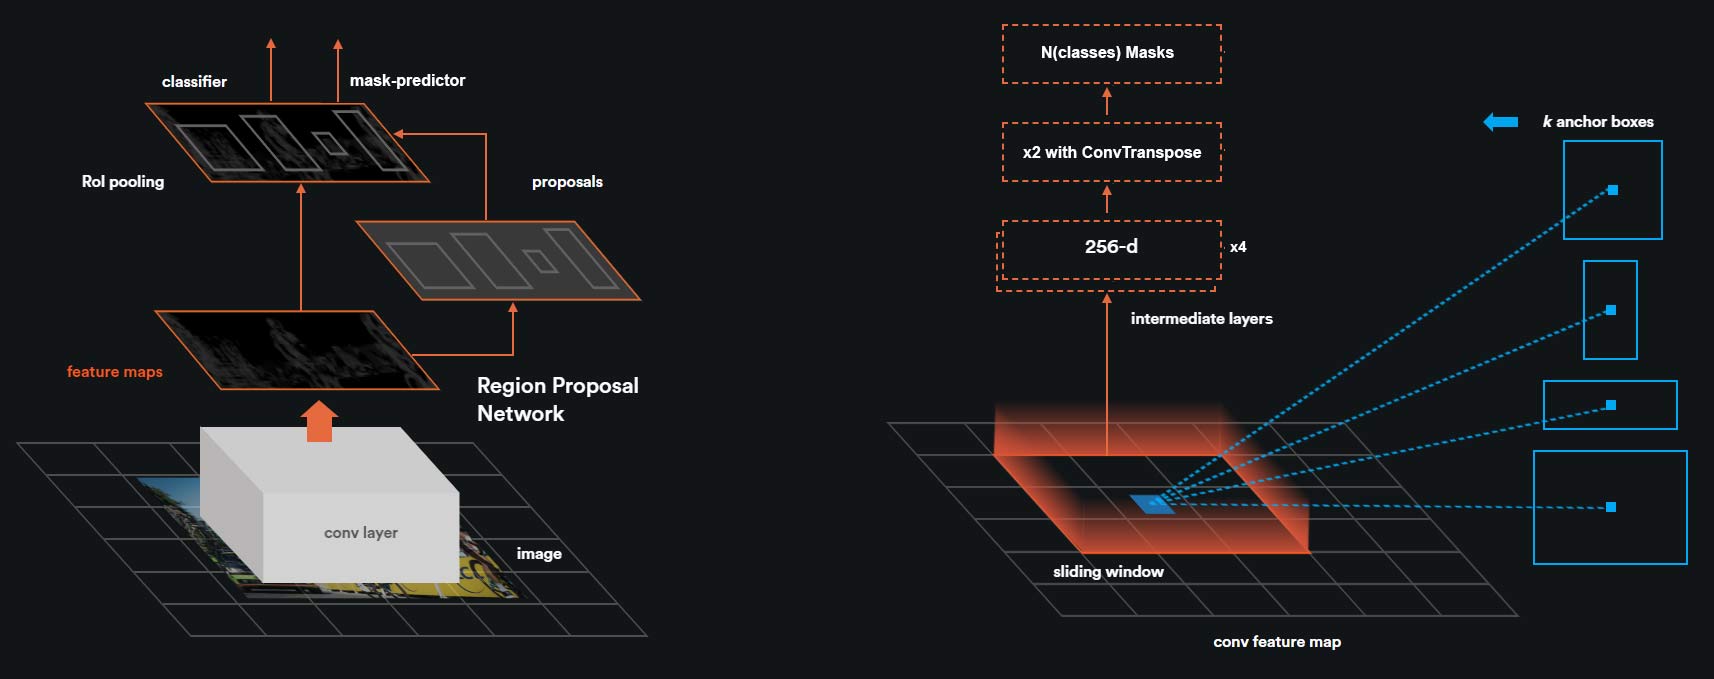 classifier
mask-predictor
RoI pooling
proposals
feature maps
Region Proposal
Network
conv layer
image
N(classes) Masks
x2 with ConvTranspose
256-d
x4
intermediate layers
k anchor boxes
sliding window
conv feature map